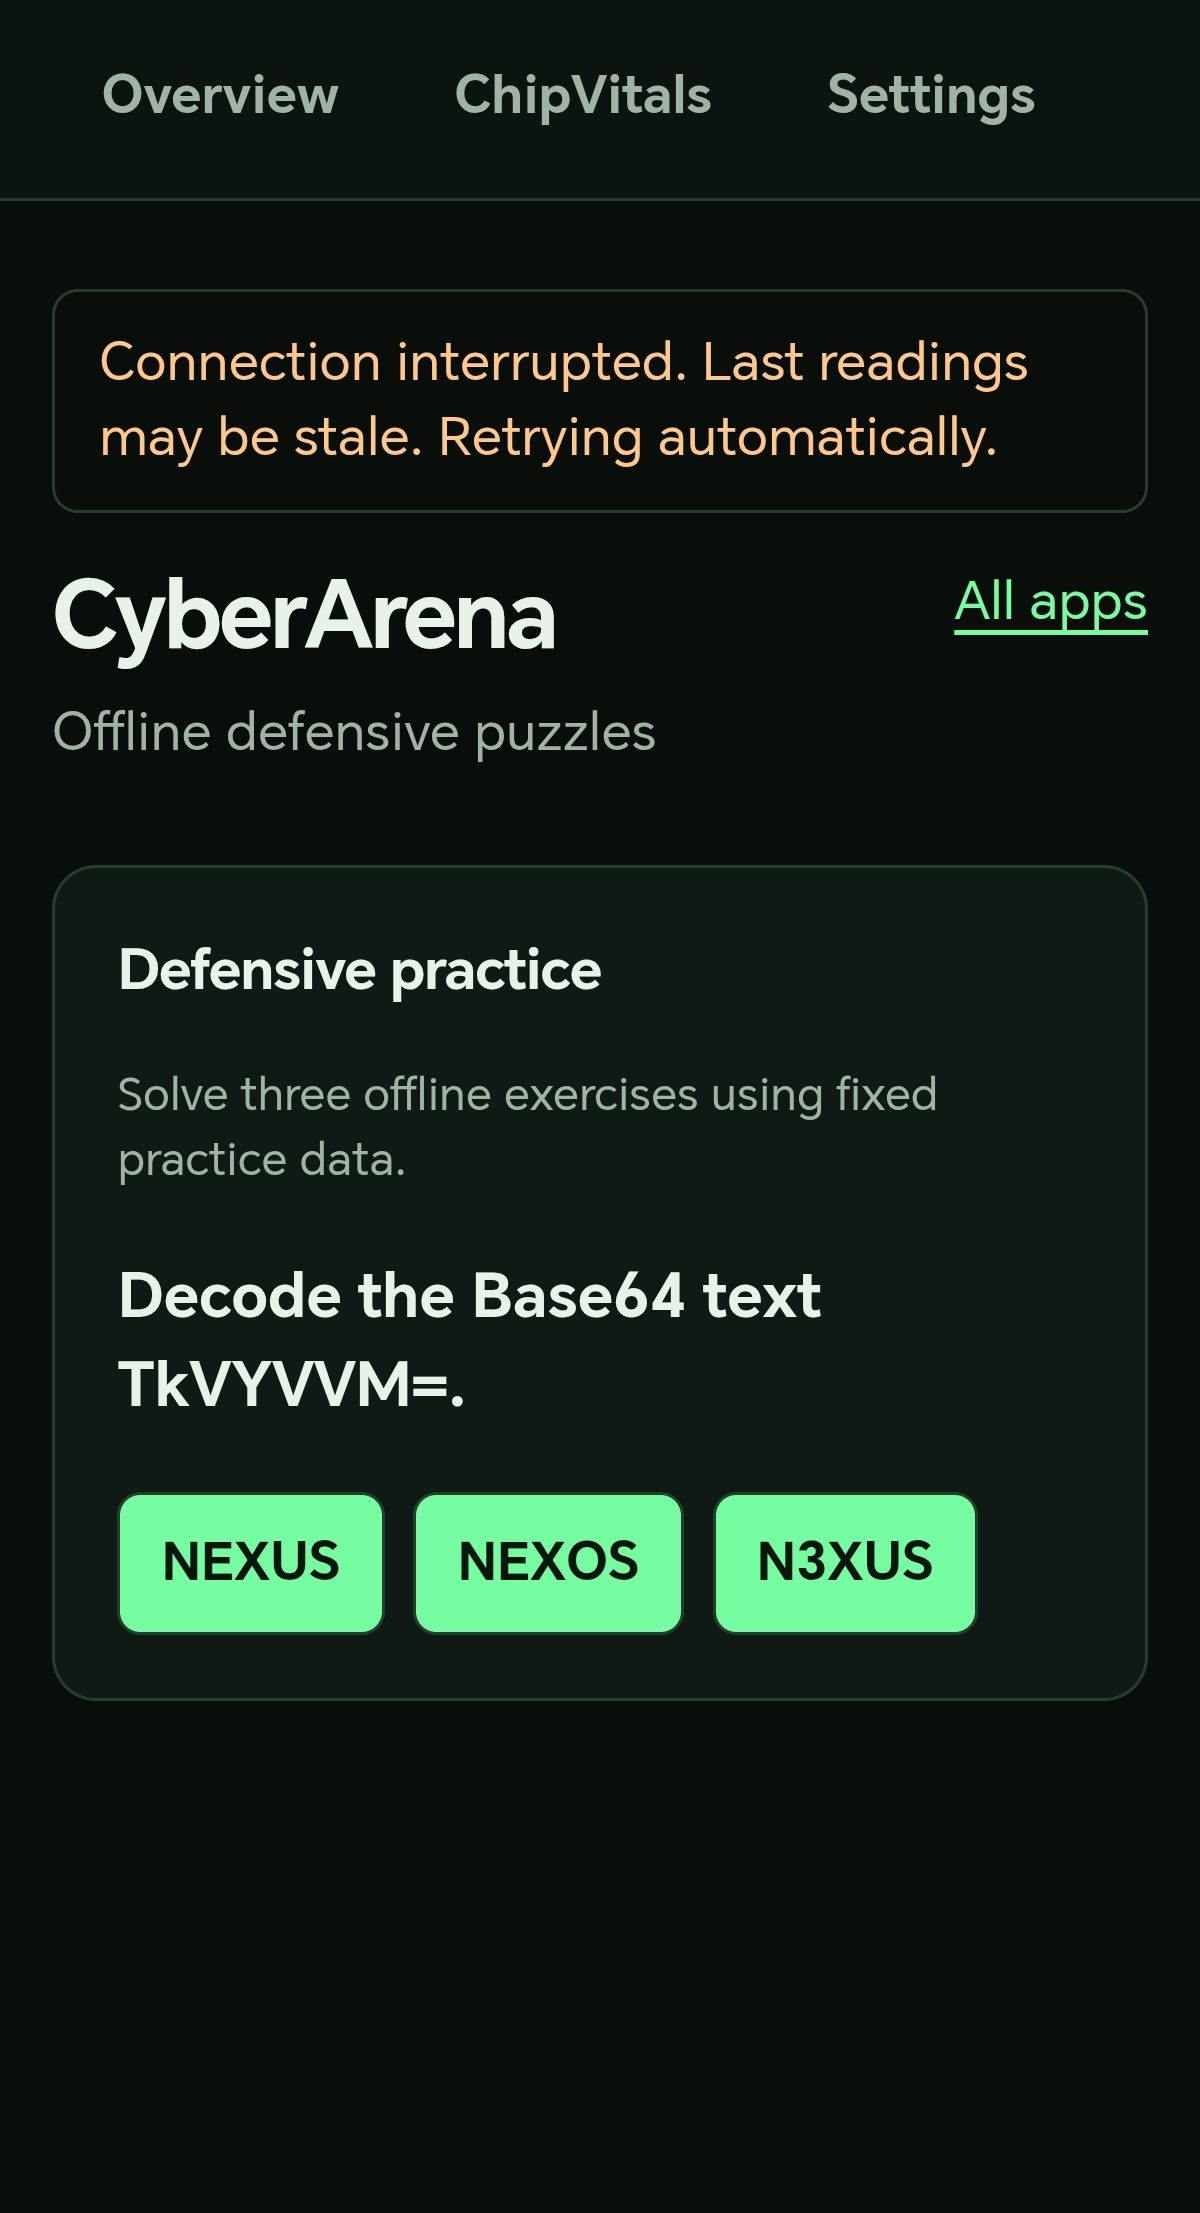 Overview ChipVitals Settings
Connection interrupted. Last readings
may be stale. Retrying automatically.
CyberArena
All apps
Offline defensive puzzles
Defensive practice
Solve three offline exercises using fixed
practice data.
Decode the Base64 text
TkVYVVM=.
NEXUS NEXOS N3XUS